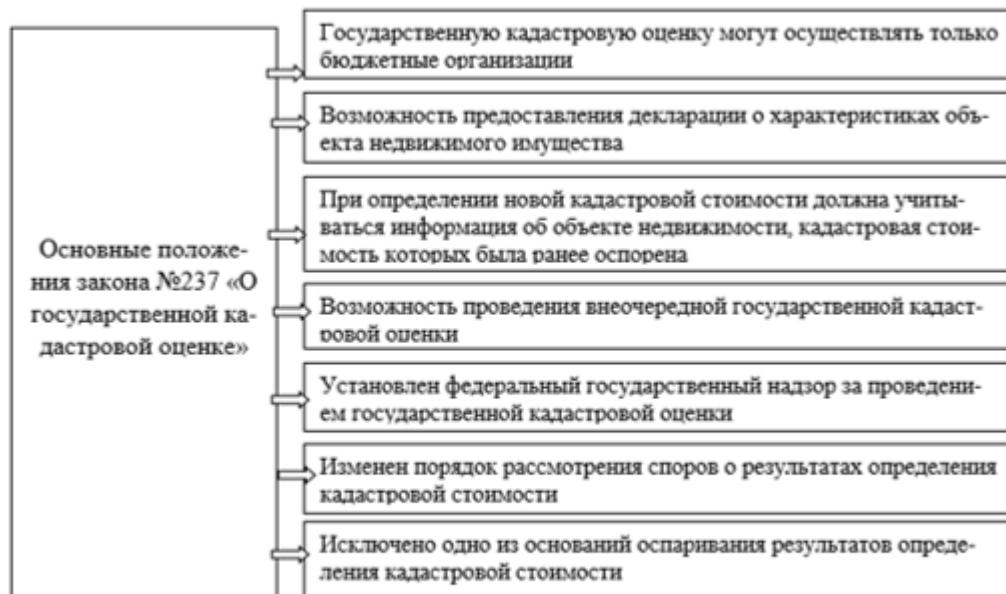 Основные положе-
ния закона №237 «О
государственной ка-
дастровой оценке»
Государственную кадастровую оценку могут осуществлять только
бюджетные организации
Возможность предоставления декларации о характеристиках объ-
екта недвижимого имущества
При определении новой кадастровой стоимости должна учиты-
ваться информация об объекте недвижимости, кадастровая стои-
мость которых была ранее оспорена
Возможность проведения внеочередной государственной кадаст-
ровой оценки
Установлен федеральный государственный надзор за проведени-
ем государственной кадастровой оценки
Изменен порядок рассмотрения споров о результатах определения
кадастровой стоимости
Исключено одно из оснований оспаривания результатов опреде-
ления кадастровой стоимости